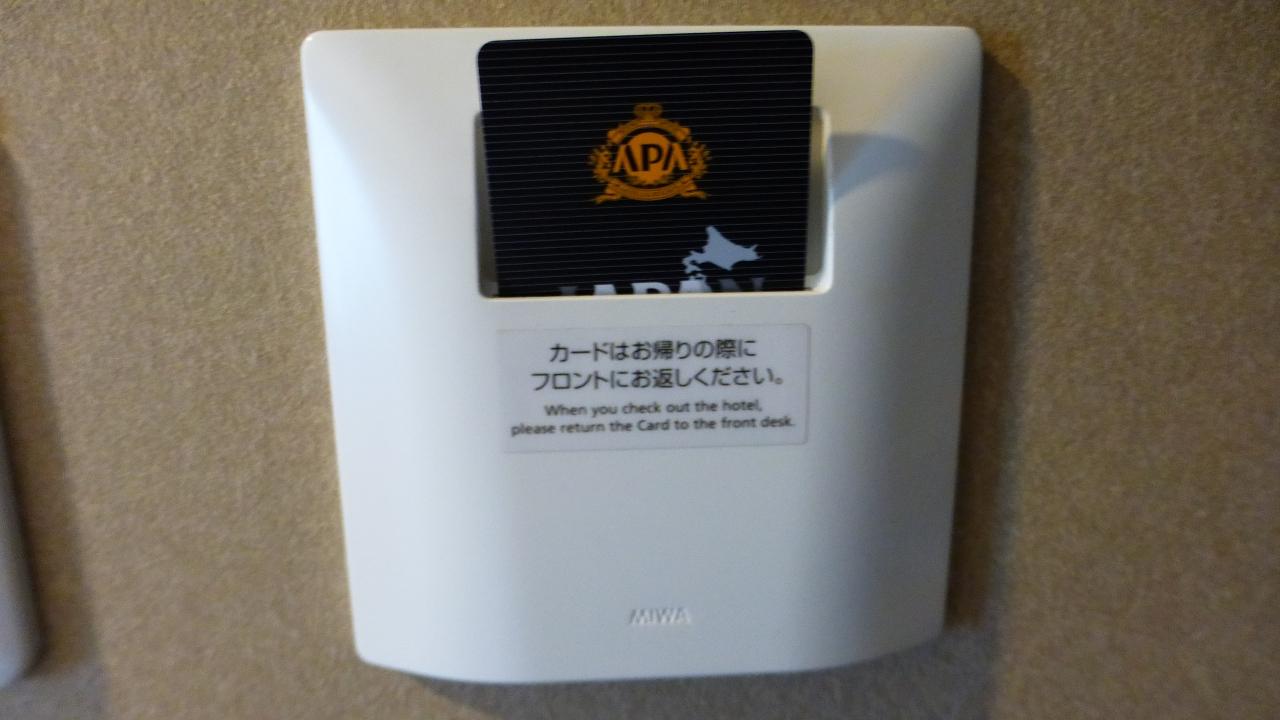 APA
JAPAN
カードはお帰りの際に
フロントにお返しください。
When you check out the hotel,
please return the Card to the front desk.
MIWA